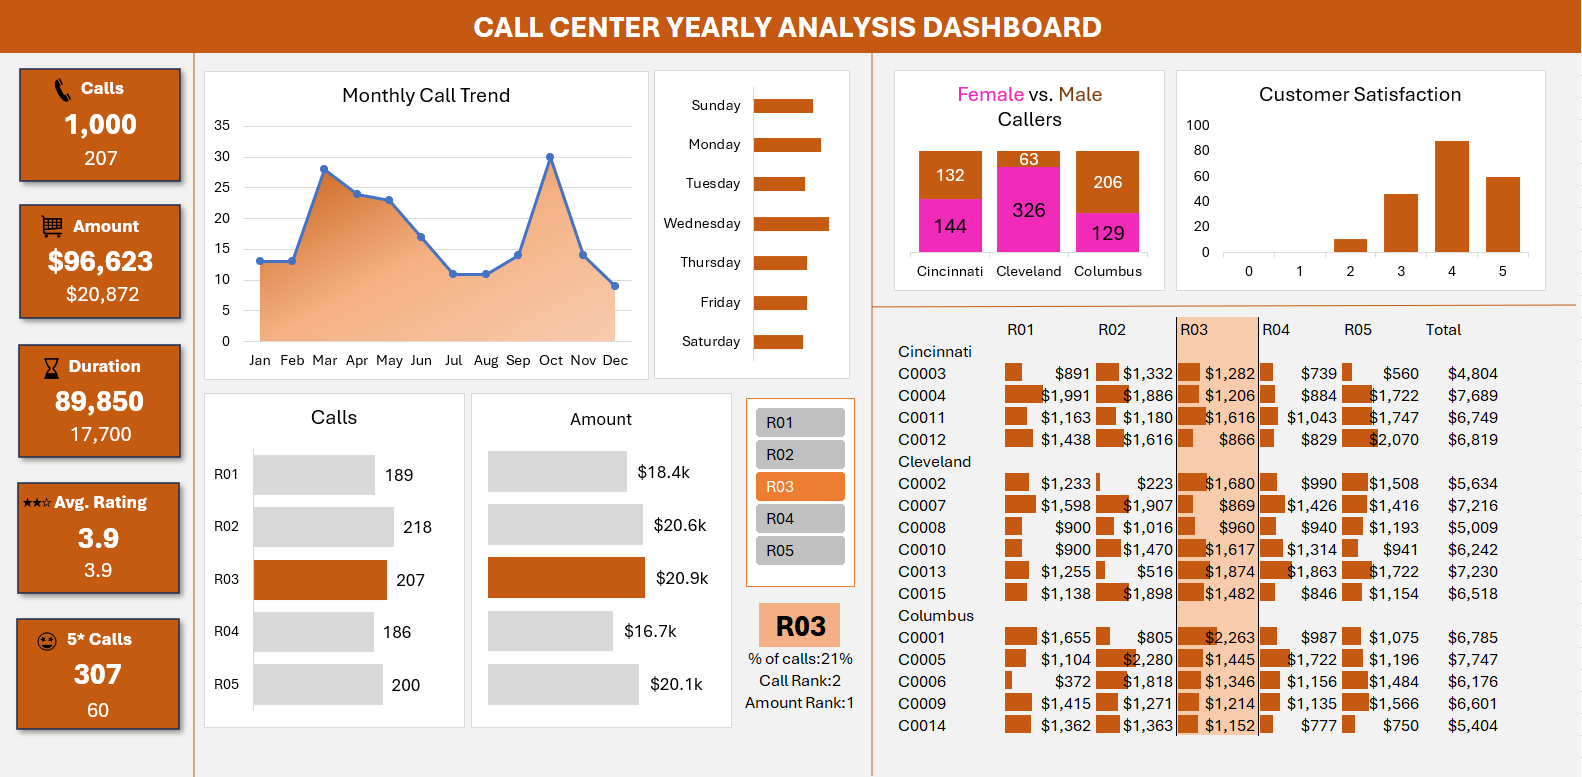 CALL CENTER YEARLY ANALYSIS DASHBOARD
Calls
1,000
207
Amount
$96,623
$20,872
Duration
89,850
17,700
Avg. Rating
3.9
3.9
5* Calls
307
60
Monthly Call Trend
35
30
25
20
15
10
5
0
Jan Feb Mar Apr May Jun Jul Aug Sep Oct Nov Dec
Sunday
Monday
Tuesday
Wednesday
Thursday
Friday
Saturday
Calls
R01 189
R02 218
R03 207
R04 186
R05 200
Amount
$18.4k
$20.6k
$20.9k
$16.7k
$20.1k
R01
R02
R03
R04
R05
R03
% of calls:21%
Call Rank:2
Amount Rank:1
Female vs. Male
Callers
132 63 206
144 326 129
Cincinnati Cleveland Columbus
Customer Satisfaction
100
80
60
40
20
0
0 1 2 3 4 5
R01 R02 R03 R04 R05 Total
Cincinnati
C0003 $891 $1,332 $1,282 $739 $560 $4,804
C0004 $1,991 $1,886 $1,206 $884 $1,722 $7,689
C0011 $1,163 $1,180 $1,616 $1,043 $1,747 $6,749
C0012 $1,438 $1,616 $866 $829 $2,070 $6,819
Cleveland
C0002 $1,233 $223 $1,680 $990 $1,508 $5,634
C0007 $1,598 $1,907 $869 $1,426 $1,416 $7,216
C0008 $900 $1,016 $960 $940 $1,193 $5,009
C0010 $900 $1,470 $1,617 $1,314 $941 $6,242
C0013 $1,255 $516 $1,874 $1,863 $1,722 $7,230
C0015 $1,138 $1,898 $1,482 $846 $1,154 $6,518
Columbus
C0001 $1,655 $805 $2,263 $987 $1,075 $6,785
C0005 $1,104 $2,280 $1,445 $1,722 $1,196 $7,747
C0006 $372 $1,818 $1,346 $1,156 $1,484 $6,176
C0009 $1,415 $1,271 $1,214 $1,135 $1,566 $6,601
C0014 $1,362 $1,363 $1,152 $777 $750 $5,404